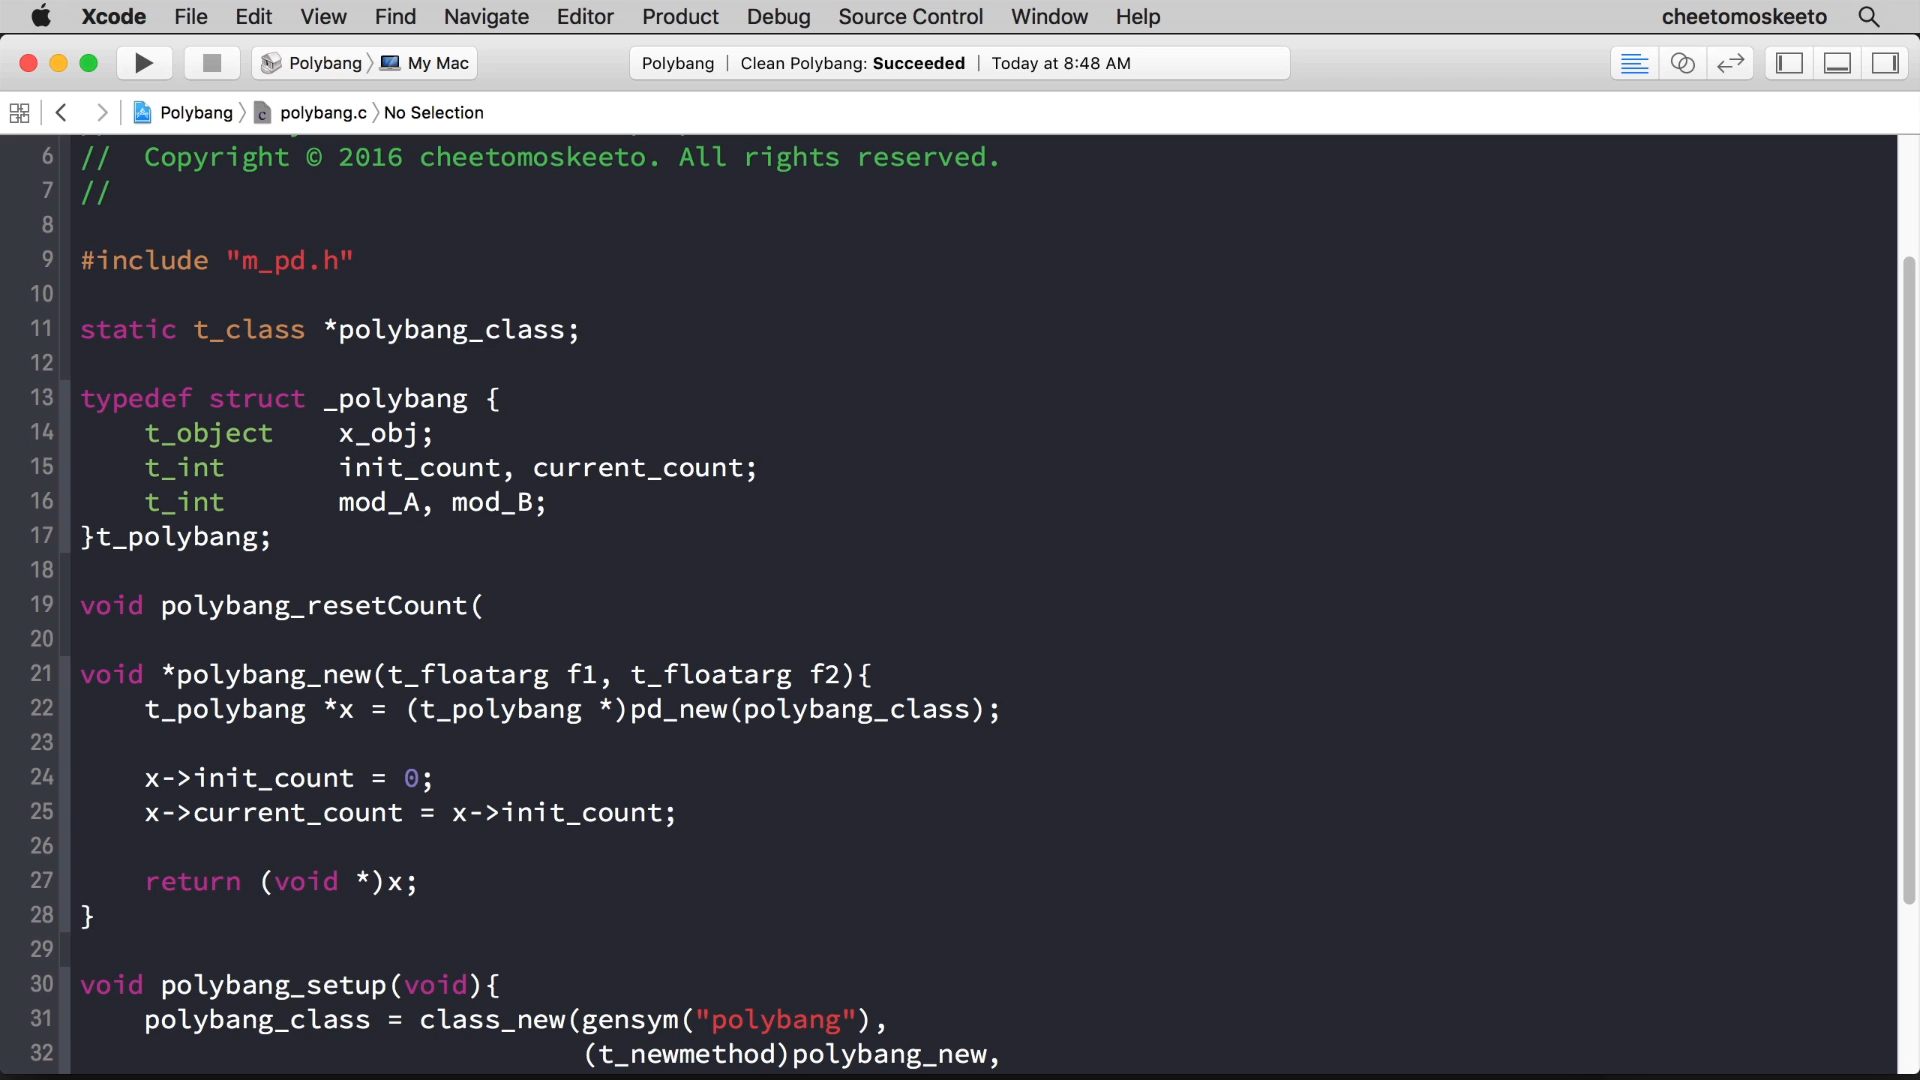 Xcode File Edit View Find Navigate Editor Product Debug Source Control Window Help cheetomoskeeto
Polybang My Mac Polybang | Clean Polybang: Succeeded | Today at 8:48 AM
Polybang polybang.c No Selection
6 // Copyright © 2016 cheetomoskeeto. All rights reserved.
7 //
8
9 #include "m_pd.h"
10
11 static t_class *polybang_class;
12
13 typedef struct _polybang {
14 t_object x_obj;
15 t_int init_count, current_count;
16 t_int mod_A, mod_B;
17 }t_polybang;
18
19 void polybang_resetCount(
20
21 void *polybang_new(t_floatarg f1, t_floatarg f2){
22 t_polybang *x = (t_polybang *)pd_new(polybang_class);
23
24 x->init_count = 0;
25 x->current_count = x->init_count;
26
27 return (void *)x;
28 }
29
30 void polybang_setup(void){
31 polybang_class = class_new(gensym("polybang"),
32 (t_newmethod)polybang_new,